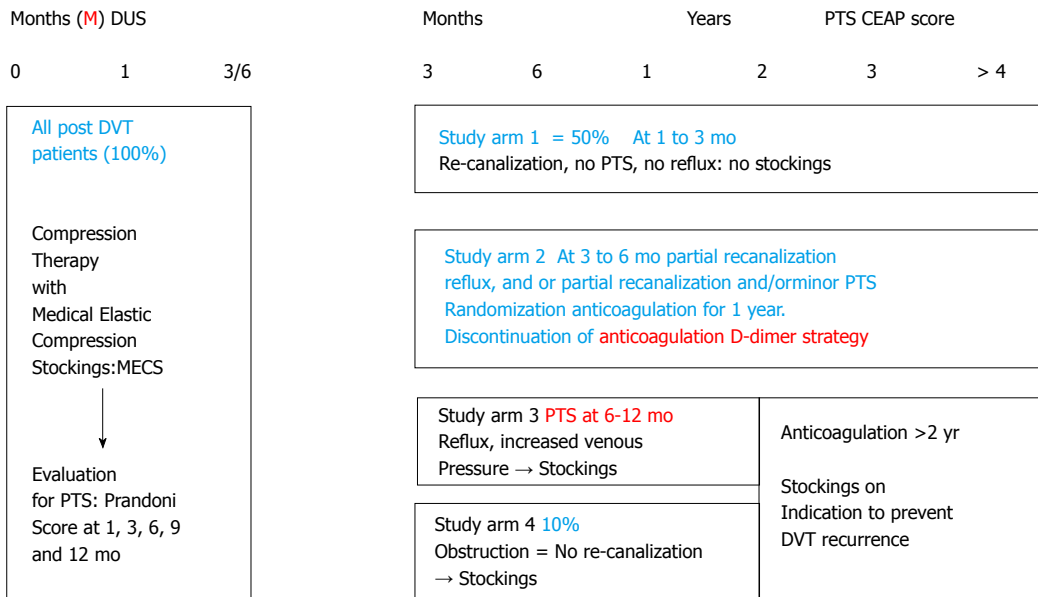 Months (M) DUS
Months Years PTS CEAP score
0 1 3/6
3 6 1 2 3 > 4
All post DVT
patients (100%)
Compression
Therapy
with
Medical Elastic
Compression
Stockings:MECS
Evaluation
for PTS: Prandoni
Score at 1, 3, 6, 9
and 12 mo
Study arm 1 = 50% At 1 to 3 mo
Re-canalization, no PTS, no reflux: no stockings
Study arm 2 At 3 to 6 mo partial recanalization
reflux, and or partial recanalization and/orminor PTS
Randomization anticoagulation for 1 year.
Discontinuation of anticoagulation D-dimer strategy
Study arm 3 PTS at 6-12 mo
Reflux, increased venous
Pressure → Stockings
Study arm 4 10%
Obstruction = No re-canalization
→ Stockings
Anticoagulation >2 yr
Stockings on
Indication to prevent
DVT recurrence